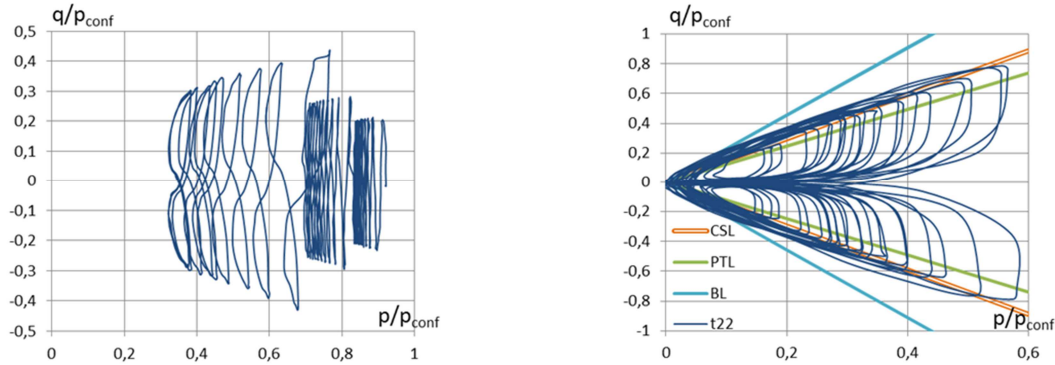 q/pconf
0,5
0,4
0,3
0,2
0,1
0
-0,1
-0,2
-0,3
-0,4
-0,5
p/pconf
0 0,2 0,4 0,6 0,8 1
q/pconf
1
0,8
0,6
0,4
0,2
0
-0,2
-0,4
-0,6
-0,8
-1
CSL
PTL
BL
t22
p/pconf
0 0,2 0,4 0,6